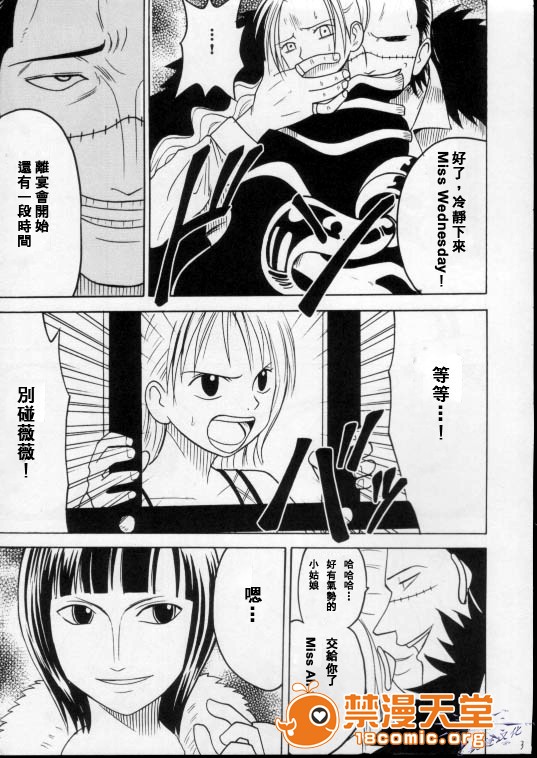 …！
好了，冷靜下來
Miss Wednesday！
離宴會開始
還有一段時間
等等…！
別碰薇薇！
哈哈哈…
好有氣勢的
小姑娘
交給你了
Miss Al
嗯…
禁漫天堂
18comic.org
3